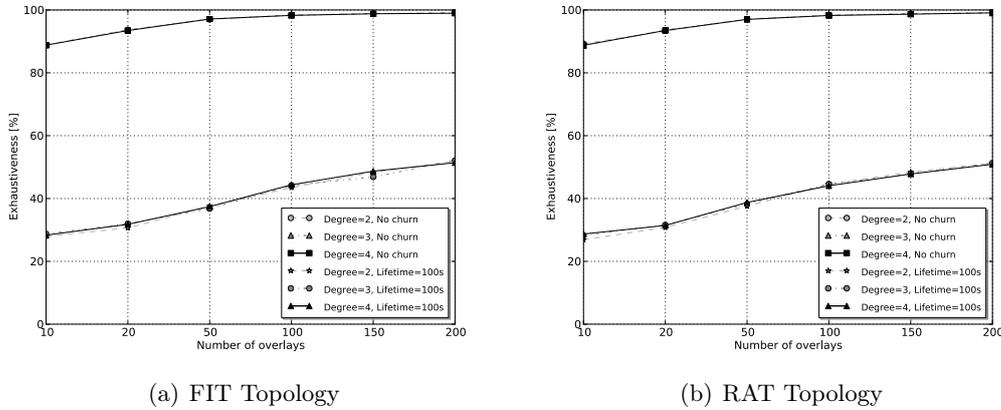 100
80
60
40
20
0
Exhaustiveness [%]
10 20 50 100 150 200
Number of overlays
Degree=2, No churn
Degree=3, No churn
Degree=4, No churn
Degree=2, Lifetime=100s
Degree=3, Lifetime=100s
Degree=4, Lifetime=100s
(a) FIT Topology
100
80
60
40
20
0
Exhaustiveness [%]
10 20 50 100 150 200
Number of overlays
Degree=2, No churn
Degree=3, No churn
Degree=4, No churn
Degree=2, Lifetime=100s
Degree=3, Lifetime=100s
Degree=4, Lifetime=100s
(b) RAT Topology